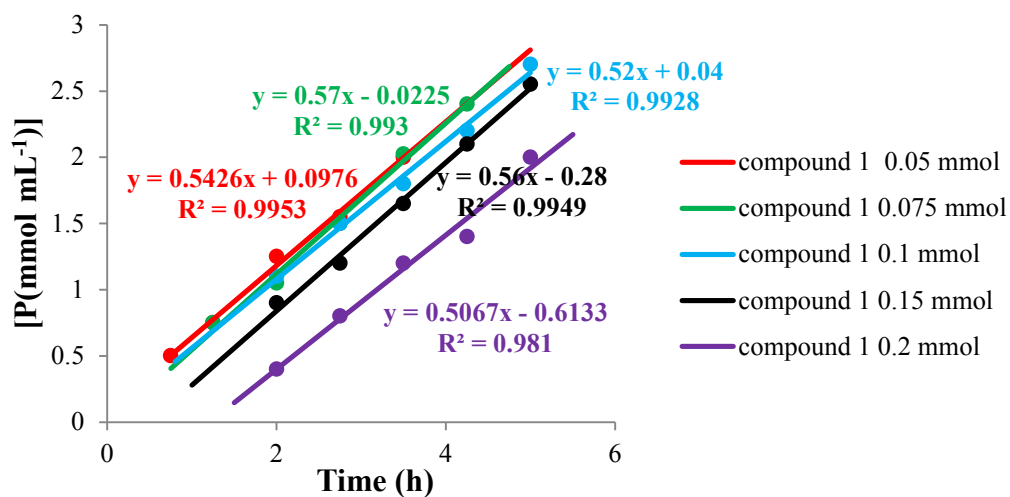 3
2.5
2
1.5
1
0.5
0
0
2
4
6
[P(mmol mL⁻¹)]
Time (h)
y = 0.57x - 0.0225
R² = 0.993
y = 0.52x + 0.04
R² = 0.9928
y = 0.5426x + 0.0976
R² = 0.9953
y = 0.56x - 0.28
R² = 0.9949
y = 0.5067x - 0.6133
R² = 0.981
compound 1 0.05 mmol
compound 1 0.075 mmol
compound 1 0.1 mmol
compound 1 0.15 mmol
compound 1 0.2 mmol